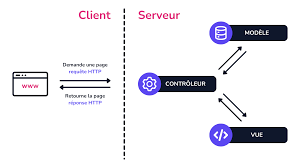 Client
Serveur
MODÈLE
Demande une page
requête HTTP
WWW
CONTRÔLEUR
Retourne la page
réponse HTTP
VUE